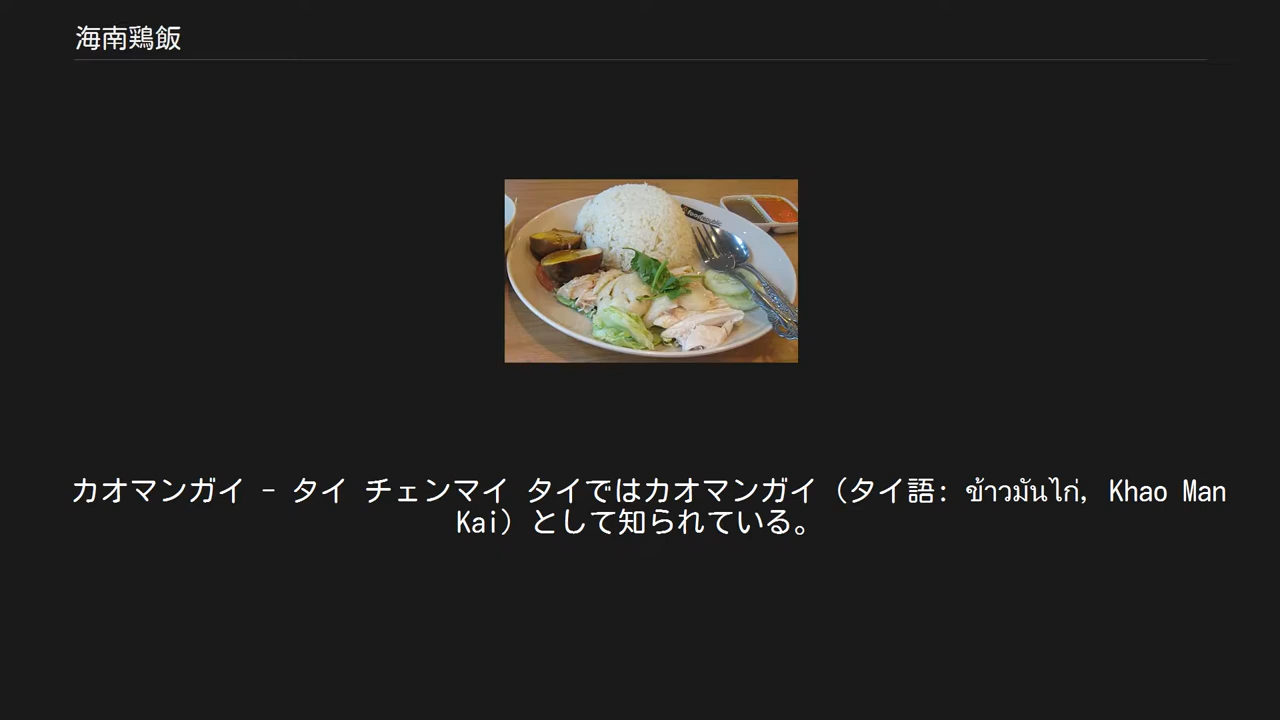 海南鶏飯
カオマンガイ - タイ チェンマイ タイではカオマンガイ（タイ語: ข้าวมันไก่, Khao Man
Kai）として知られている。